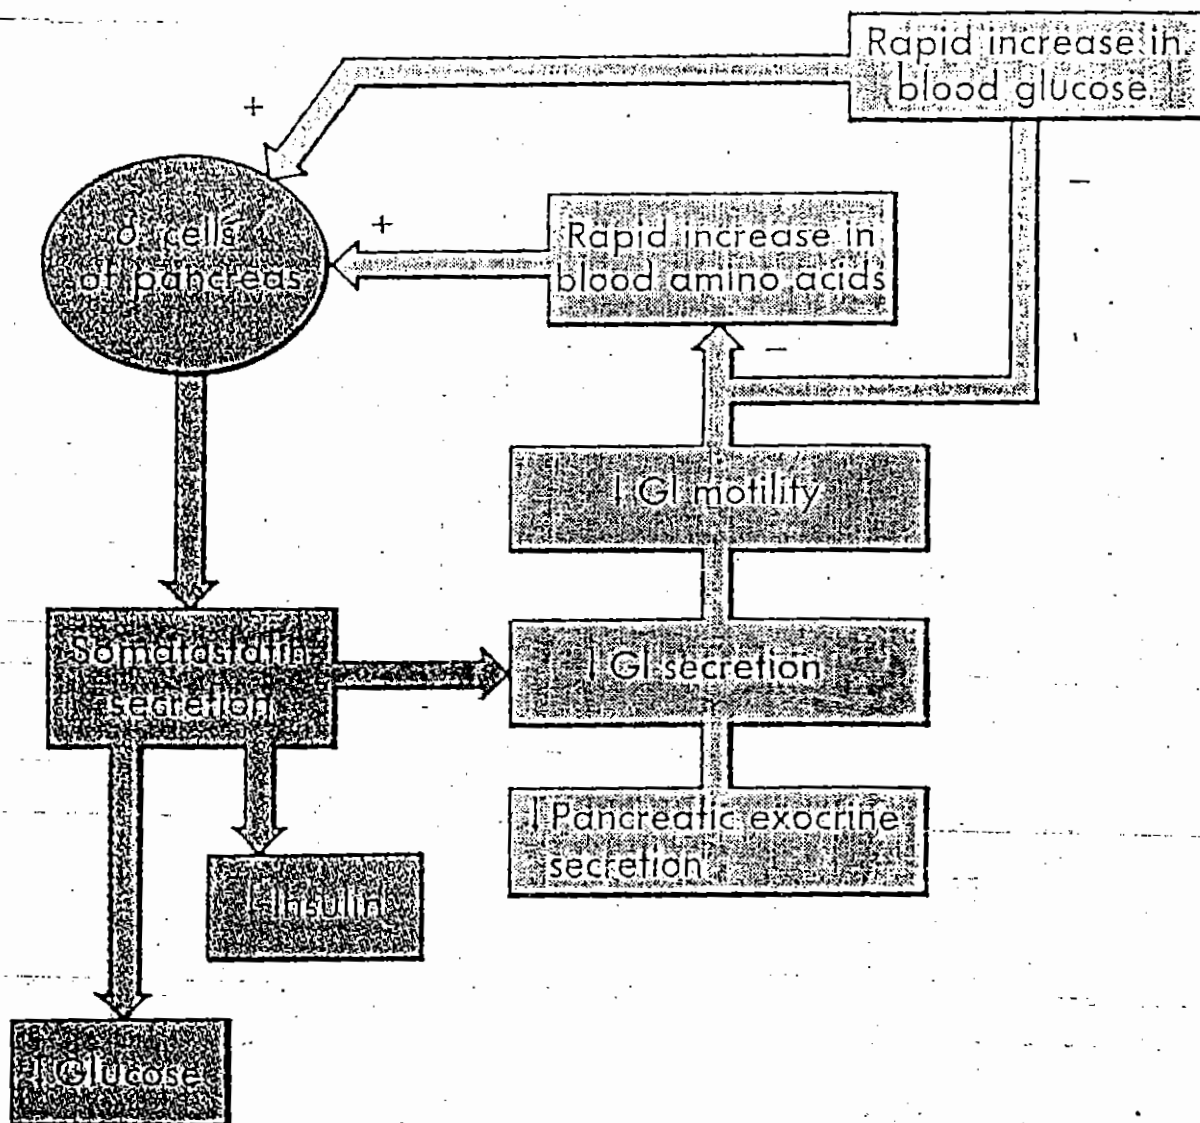 Rapid increase in
blood glucose
+
−
δ cells
of pancreas
+
Rapid increase in
blood amino acids
−
↓ GI motility
Somatostatin
secretion
↓ GI secretion
↓ Pancreatic exocrine
secretion
↓ Insulin
↓ Glucose